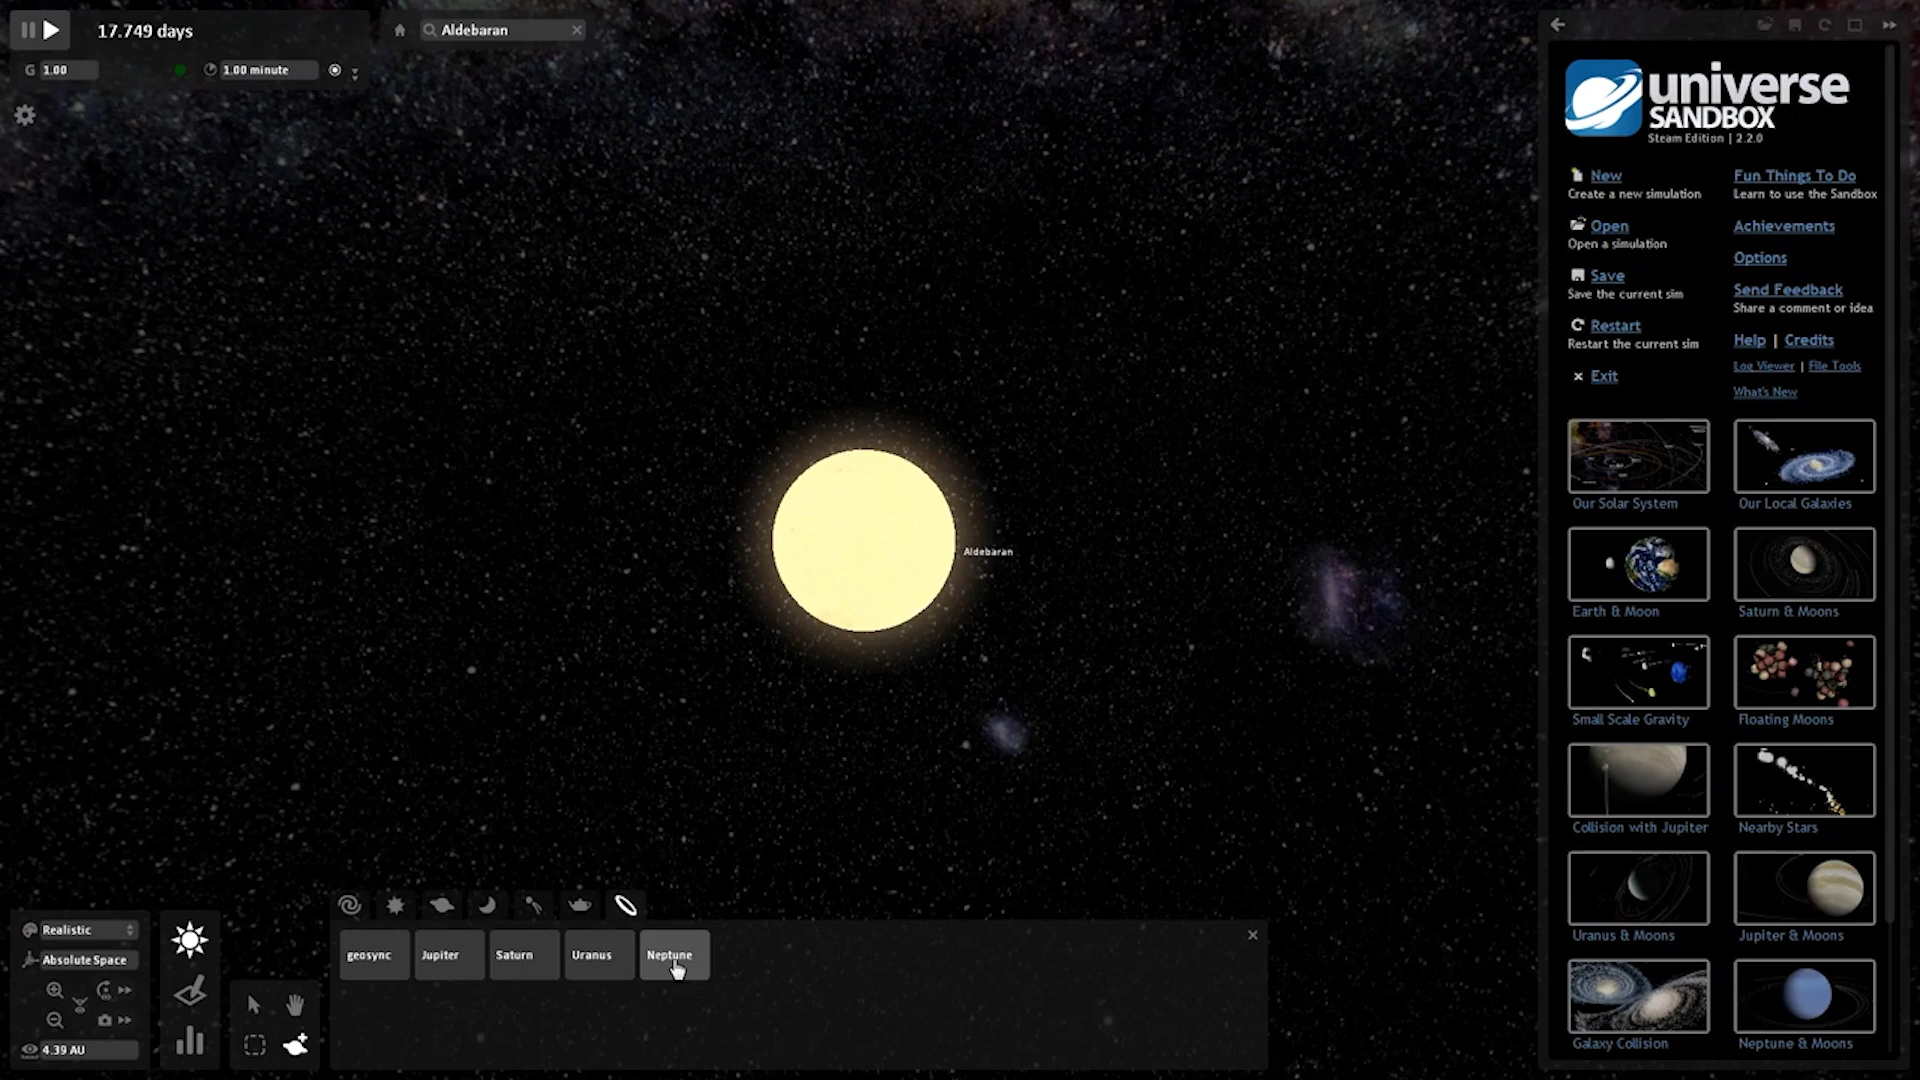 17.749 days
Aldebaran
G 1.00
1.00 minute
universe
SANDBOX
Steam Edition | 2.2.0
New
Create a new simulation
Open
Open a simulation
Save
Save the current sim
Restart
Restart the current sim
Exit
Fun Things To Do
Learn to use the Sandbox
Achievements
Options
Send Feedback
Share a comment or idea
Help | Credits
Log Viewer | File Tools
What's New
Our Solar System
Our Local Galaxies
Earth & Moon
Saturn & Moons
Small Scale Gravity
Floating Moons
Collision with Jupiter
Nearby Stars
Uranus & Moons
Jupiter & Moons
Galaxy Collision
Neptune & Moons
Aldebaran
geosync
Jupiter
Saturn
Uranus
Neptune
Realistic
Absolute Space
4.39 AU